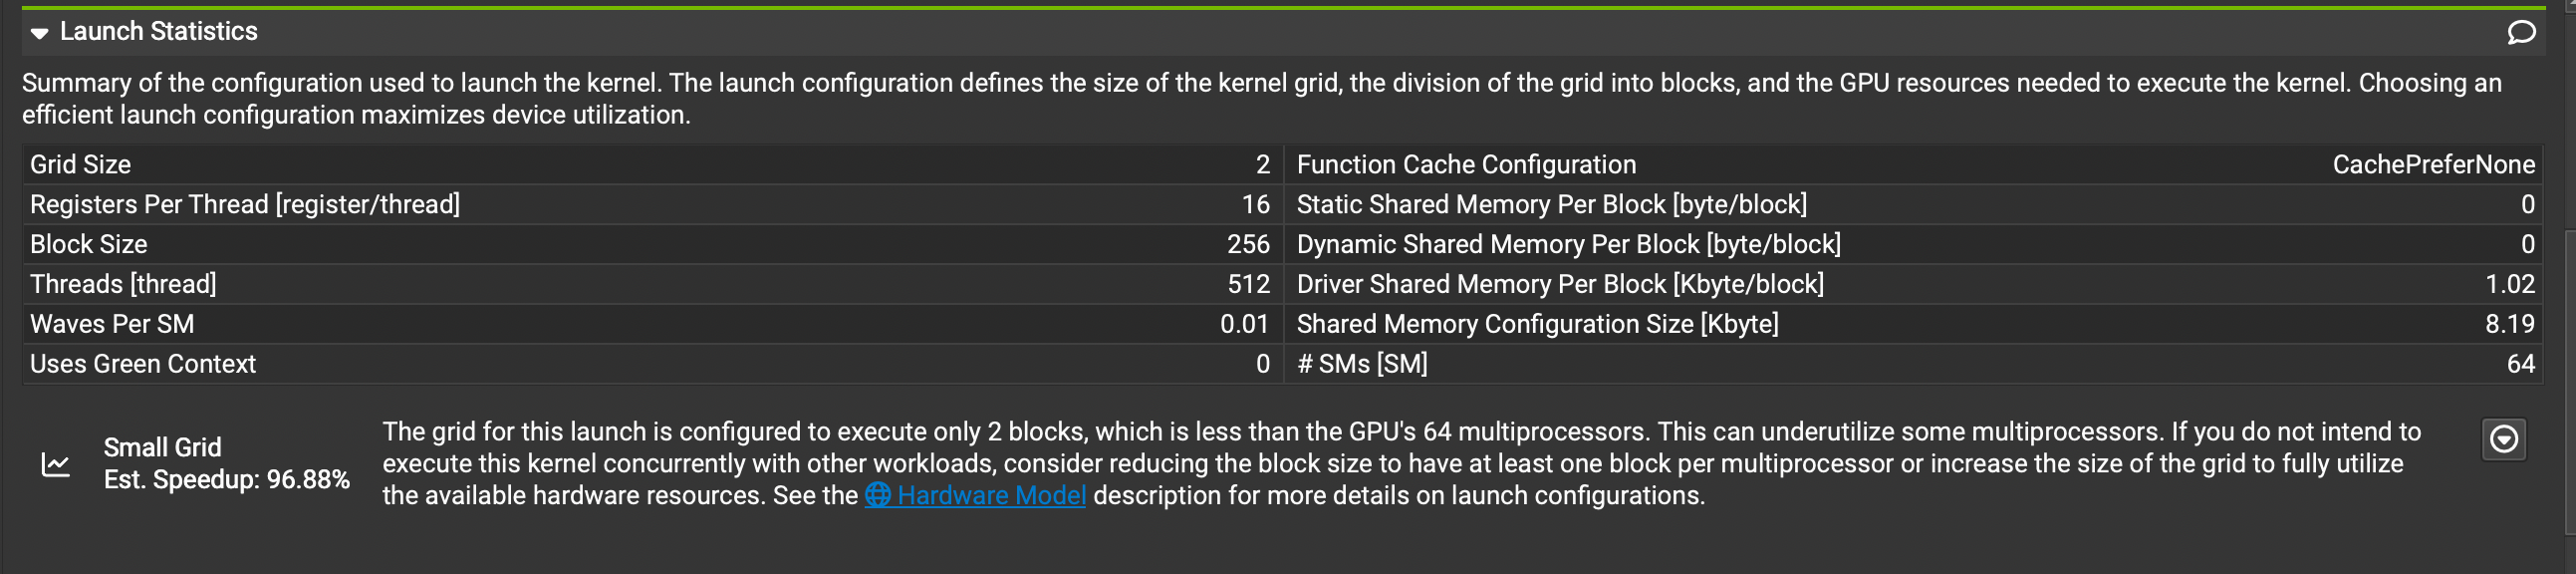 Launch Statistics
Summary of the configuration used to launch the kernel. The launch configuration defines the size of the kernel grid, the division of the grid into blocks, and the GPU resources needed to execute the kernel. Choosing an
efficient launch configuration maximizes device utilization.
Grid Size 2 Function Cache Configuration CachePreferNone
Registers Per Thread [register/thread] 16 Static Shared Memory Per Block [byte/block] 0
Block Size 256 Dynamic Shared Memory Per Block [byte/block] 0
Threads [thread] 512 Driver Shared Memory Per Block [Kbyte/block] 1.02
Waves Per SM 0.01 Shared Memory Configuration Size [Kbyte] 8.19
Uses Green Context 0 # SMs [SM] 64
Small Grid
Est. Speedup: 96.88%
The grid for this launch is configured to execute only 2 blocks, which is less than the GPU's 64 multiprocessors. This can underutilize some multiprocessors. If you do not intend to
execute this kernel concurrently with other workloads, consider reducing the block size to have at least one block per multiprocessor or increase the size of the grid to fully utilize
the available hardware resources. See the Hardware Model description for more details on launch configurations.